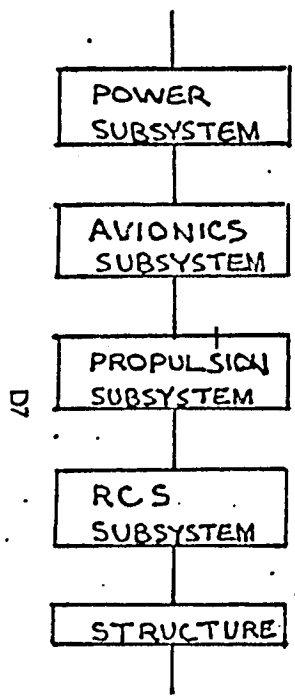 POWER
SUBSYSTEM
AVIONICS
SUBSYSTEM
PROPULSION
SUBSYSTEM
D7
RCS
SUBSYSTEM
STRUCTURE